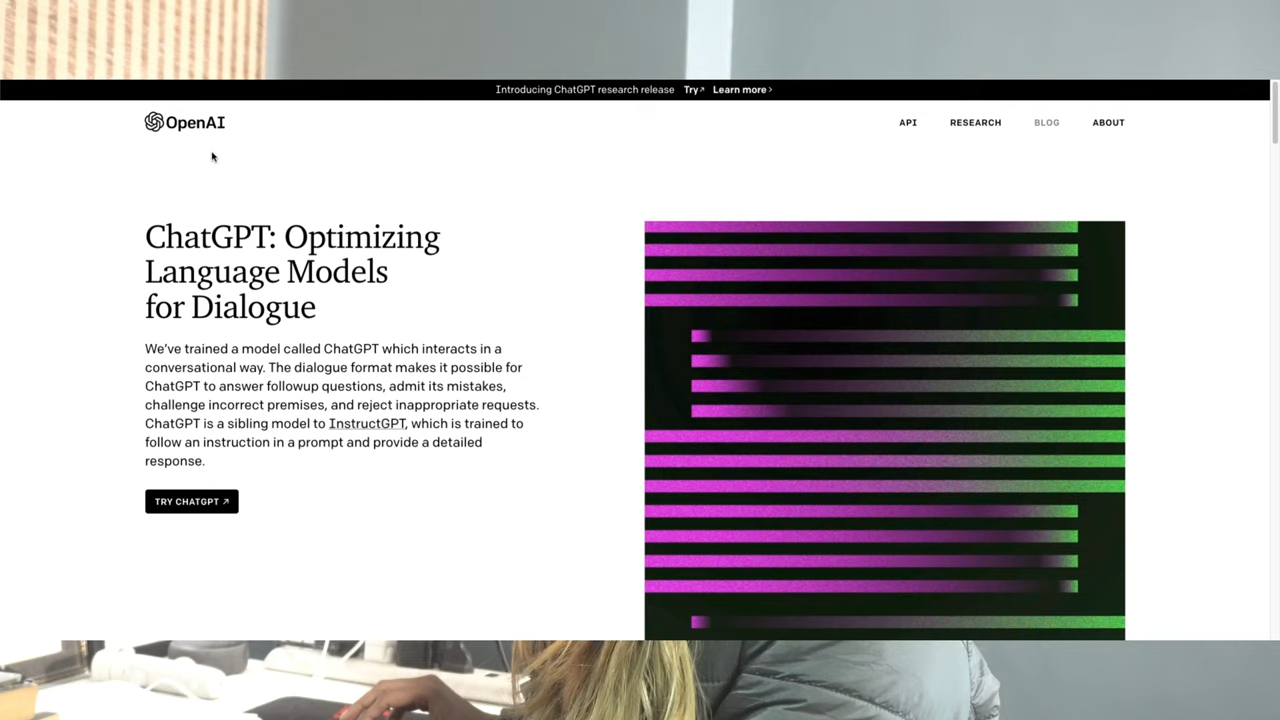 Introducing ChatGPT research release Try↗ Learn more ›
OpenAI
API RESEARCH BLOG ABOUT
ChatGPT: Optimizing
Language Models
for Dialogue
We’ve trained a model called ChatGPT which interacts in a
conversational way. The dialogue format makes it possible for
ChatGPT to answer followup questions, admit its mistakes,
challenge incorrect premises, and reject inappropriate requests.
ChatGPT is a sibling model to InstructGPT, which is trained to
follow an instruction in a prompt and provide a detailed
response.
TRY CHATGPT ↗